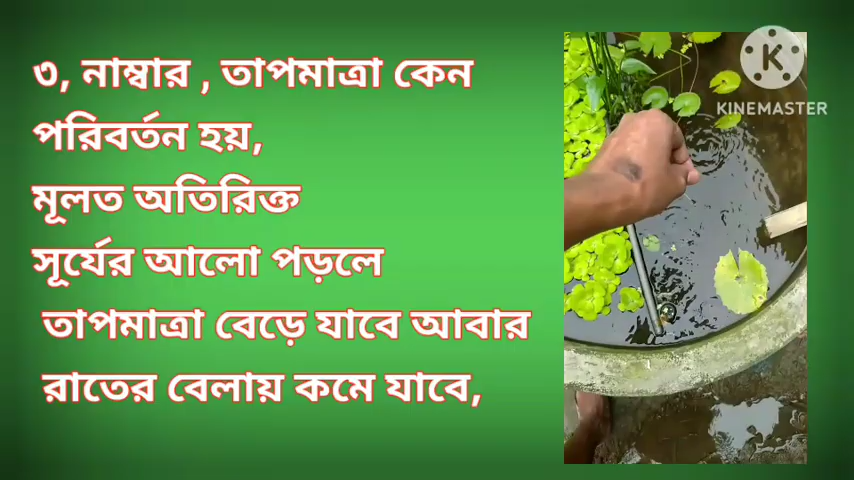 ৩, নাম্বার , তাপমাত্রা কেন
পরিবর্তন হয়,
মূলত অতিরিক্ত
সূর্যের আলো পড়লে
তাপমাত্রা বেড়ে যাবে আবার
রাতের বেলায় কমে যাবে,
K
KINEMASTER